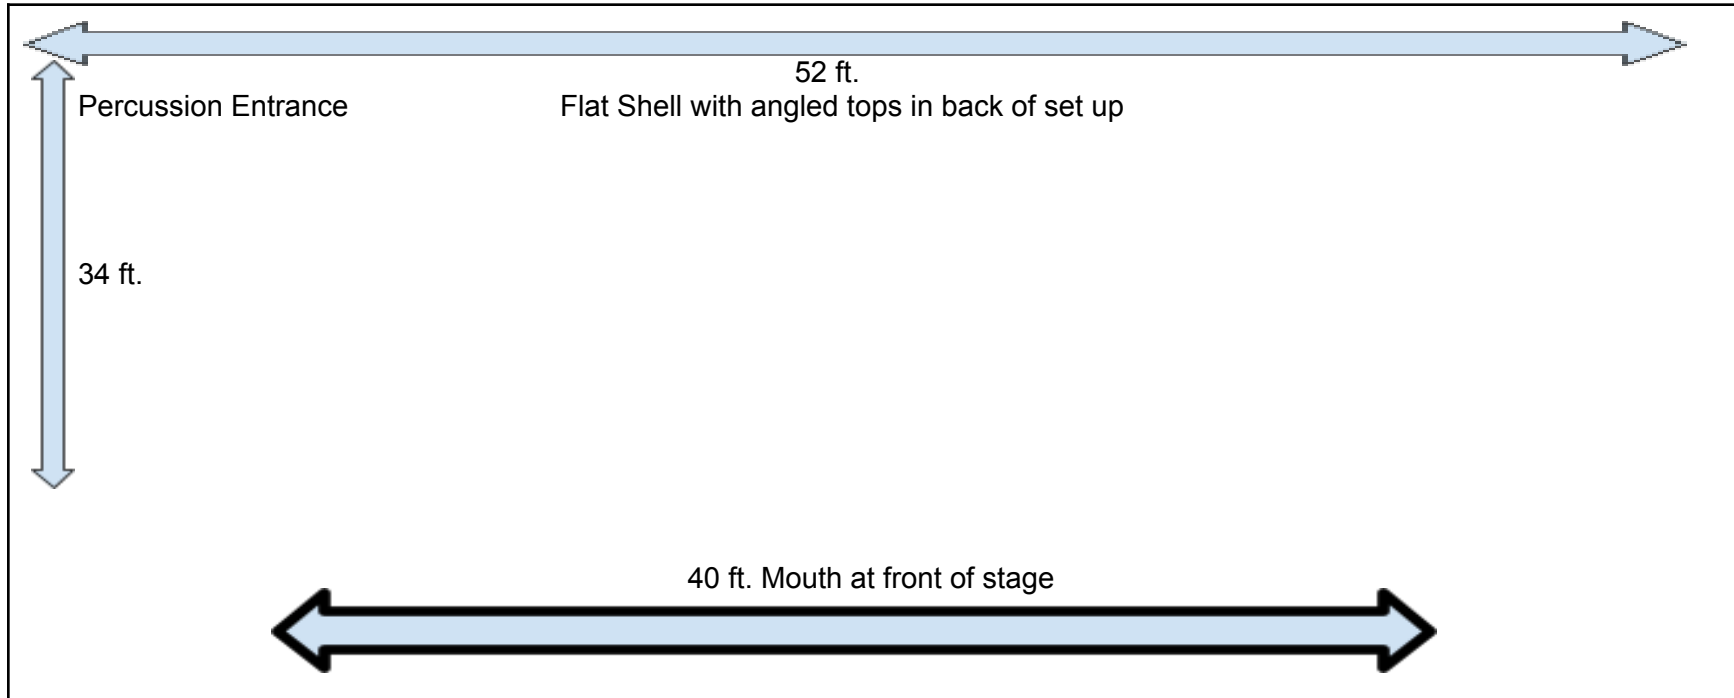 52 ft.
Percussion Entrance
Flat Shell with angled tops in back of set up
34 ft.
40 ft. Mouth at front of stage